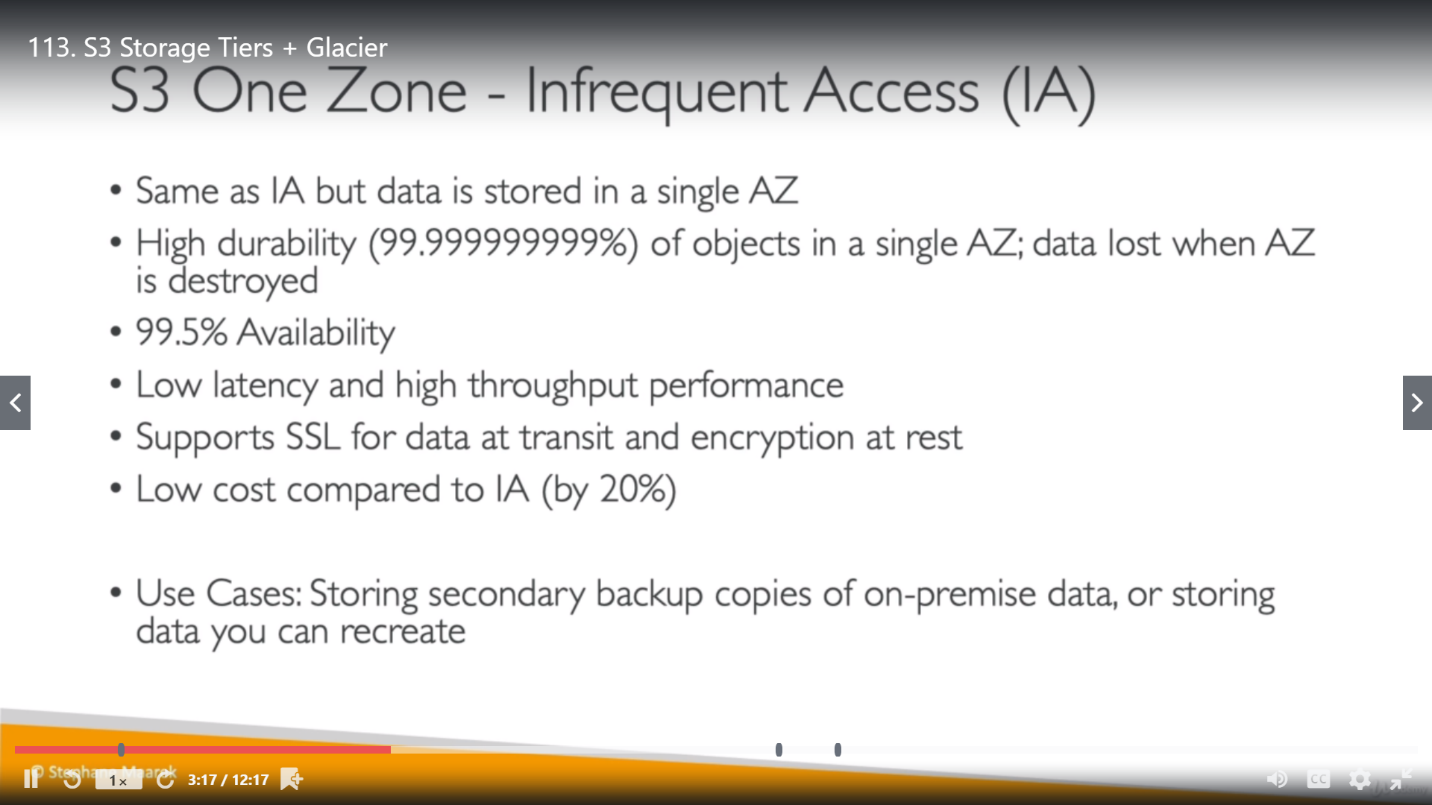 113. S3 Storage Tiers + Glacier
S3 One Zone - Infrequent Access (IA)
• Same as IA but data is stored in a single AZ
• High durability (99.999999999%) of objects in a single AZ; data lost when AZ
is destroyed
• 99.5% Availability
• Low latency and high throughput performance
• Supports SSL for data at transit and encryption at rest
• Low cost compared to IA (by 20%)
• Use Cases: Storing secondary backup copies of on-premise data, or storing
data you can recreate
© Stephane Maarek
1x
3:17 / 12:17
CC